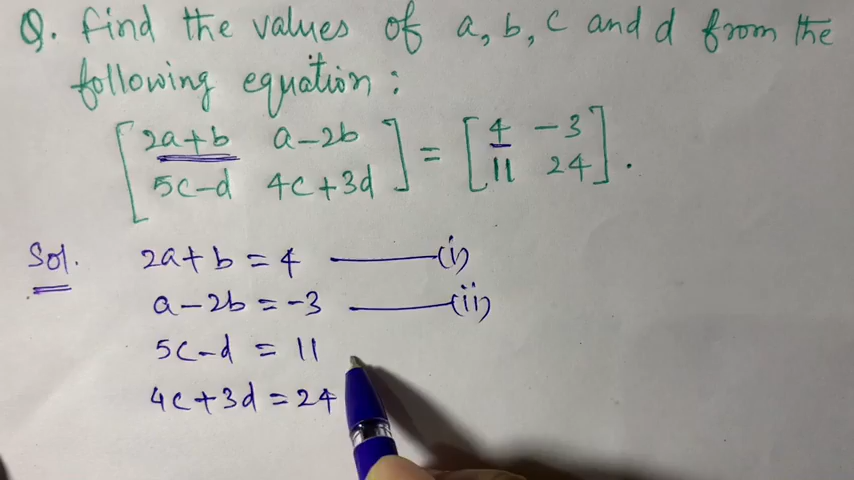 Q. Find the values of a, b, c and d from the
following equation:
[2a+b a-2b] = [4 -3]
[5c-d 4c+3d] [11 24].
Sol. 2a+b = 4 ——— (i)
a-2b = -3 ——— (ii)
5c-d = 11
4c+3d = 24